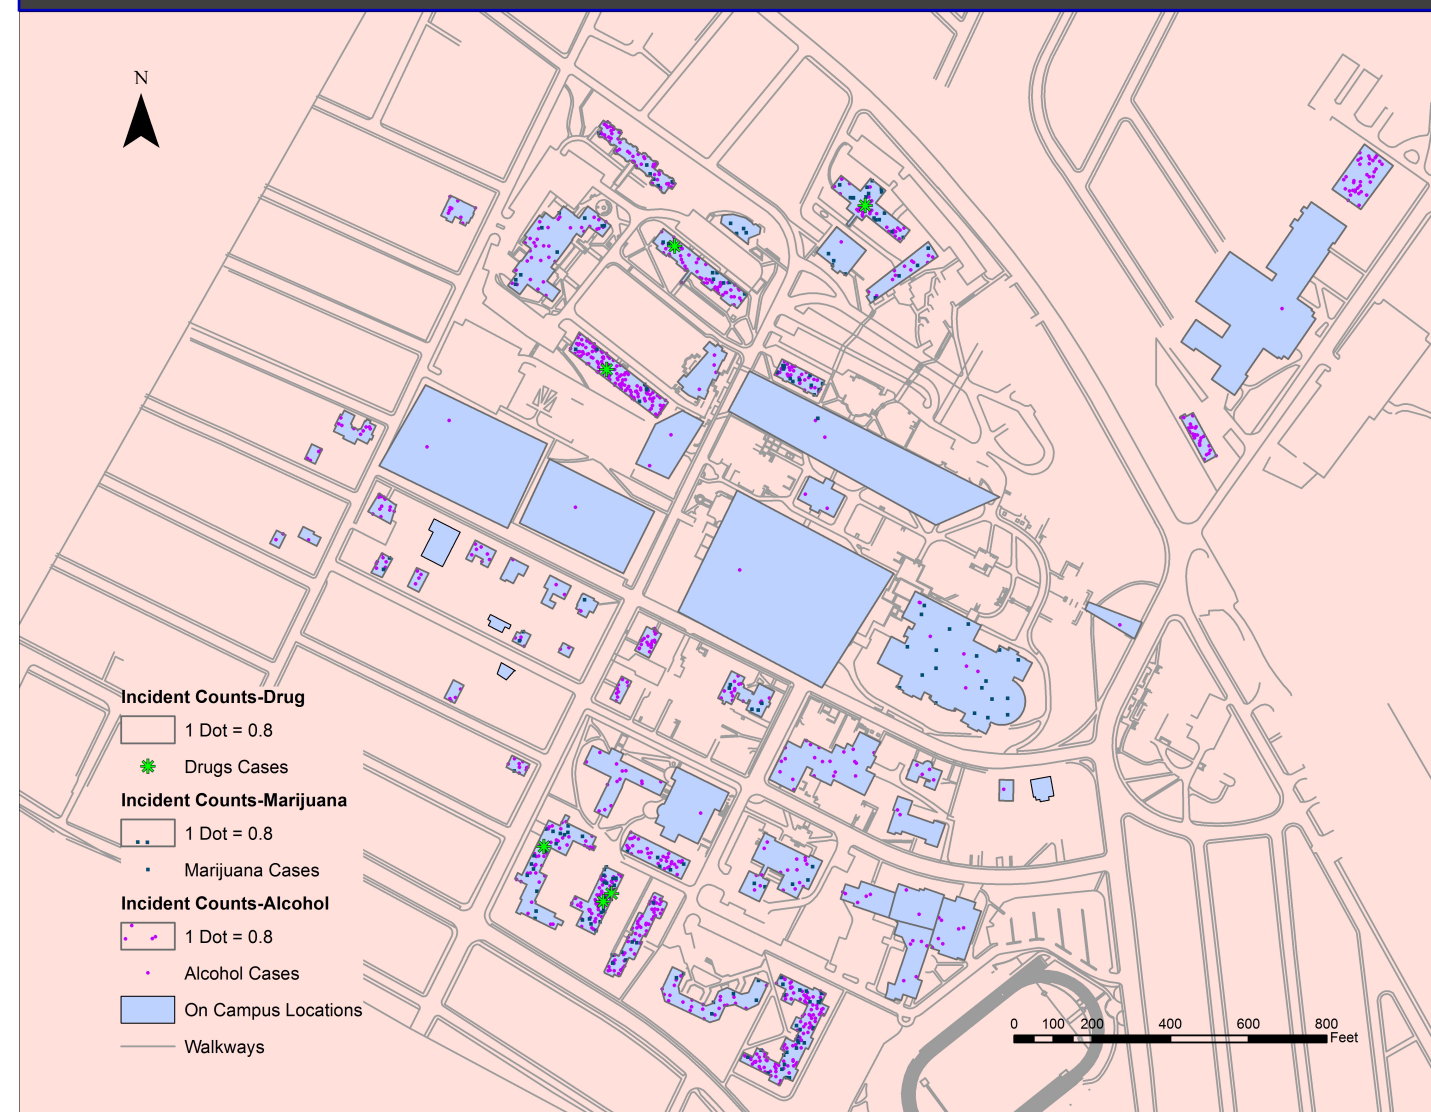 N
Incident Counts-Drug
1 Dot = 0.8
Drugs Cases
Incident Counts-Marijuana
1 Dot = 0.8
Marijuana Cases
Incident Counts-Alcohol
1 Dot = 0.8
Alcohol Cases
On Campus Locations
Walkways
0 100 200 400 600 800
Feet